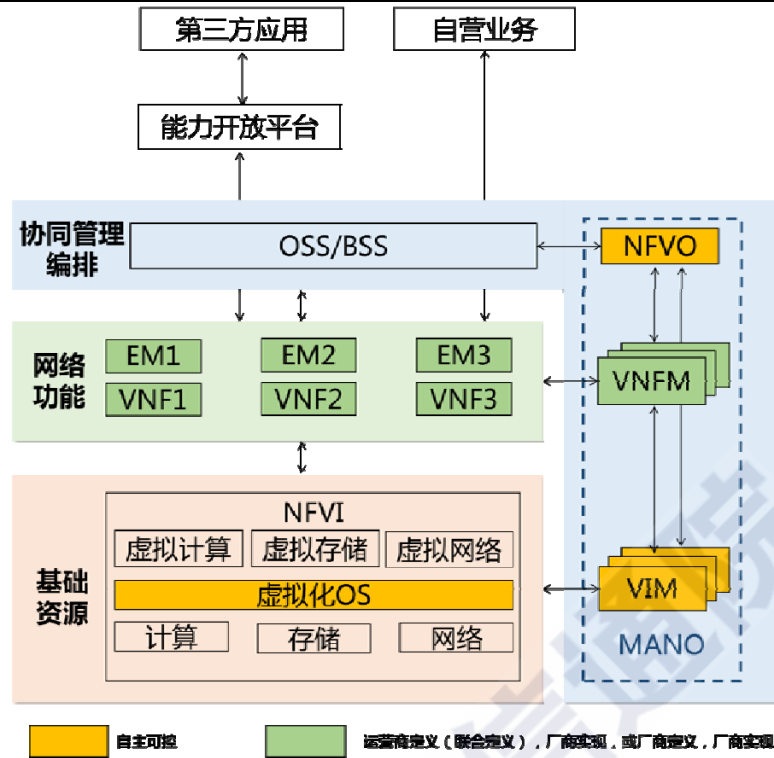 第三方应用
自营业务
能力开放平台
协同管理
编排
OSS/BSS
NFVO
网络
功能
EM1
EM2
EM3
VNF1
VNF2
VNF3
VNFM
NFVI
虚拟计算
虚拟存储
虚拟网络
基础
资源
虚拟化OS
计算
存储
网络
VIM
MANO
自主可控
运营商定义（联合定义），厂商实现，或厂商定义，厂商实现
信通院